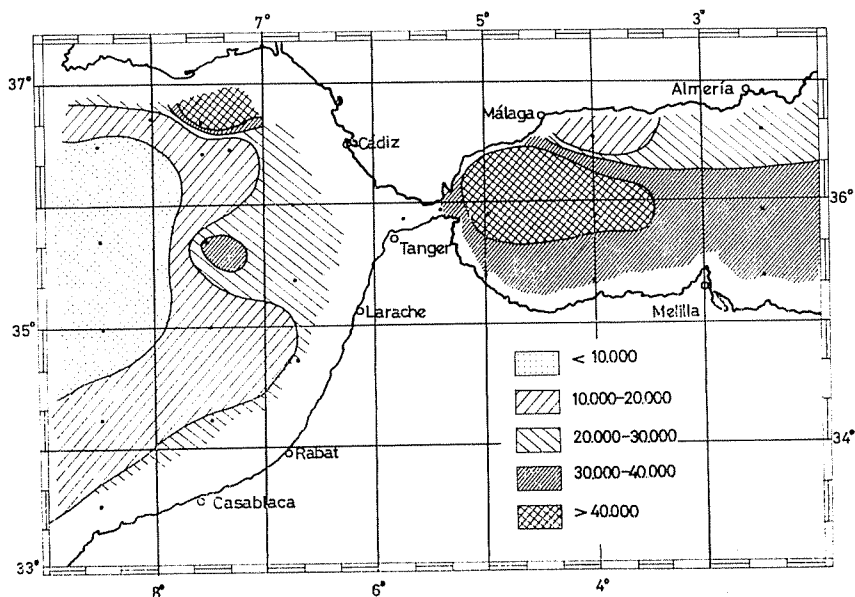 7°
5°
3°
37°
Almería
Málaga
Cádiz
36°
Tanger
Larache
35°
Melilla
< 10.000
10.000-20.000
20.000-30.000
34°
30.000-40.000
Rabat
> 40.000
Casablaca
33°
8°
6°
4°